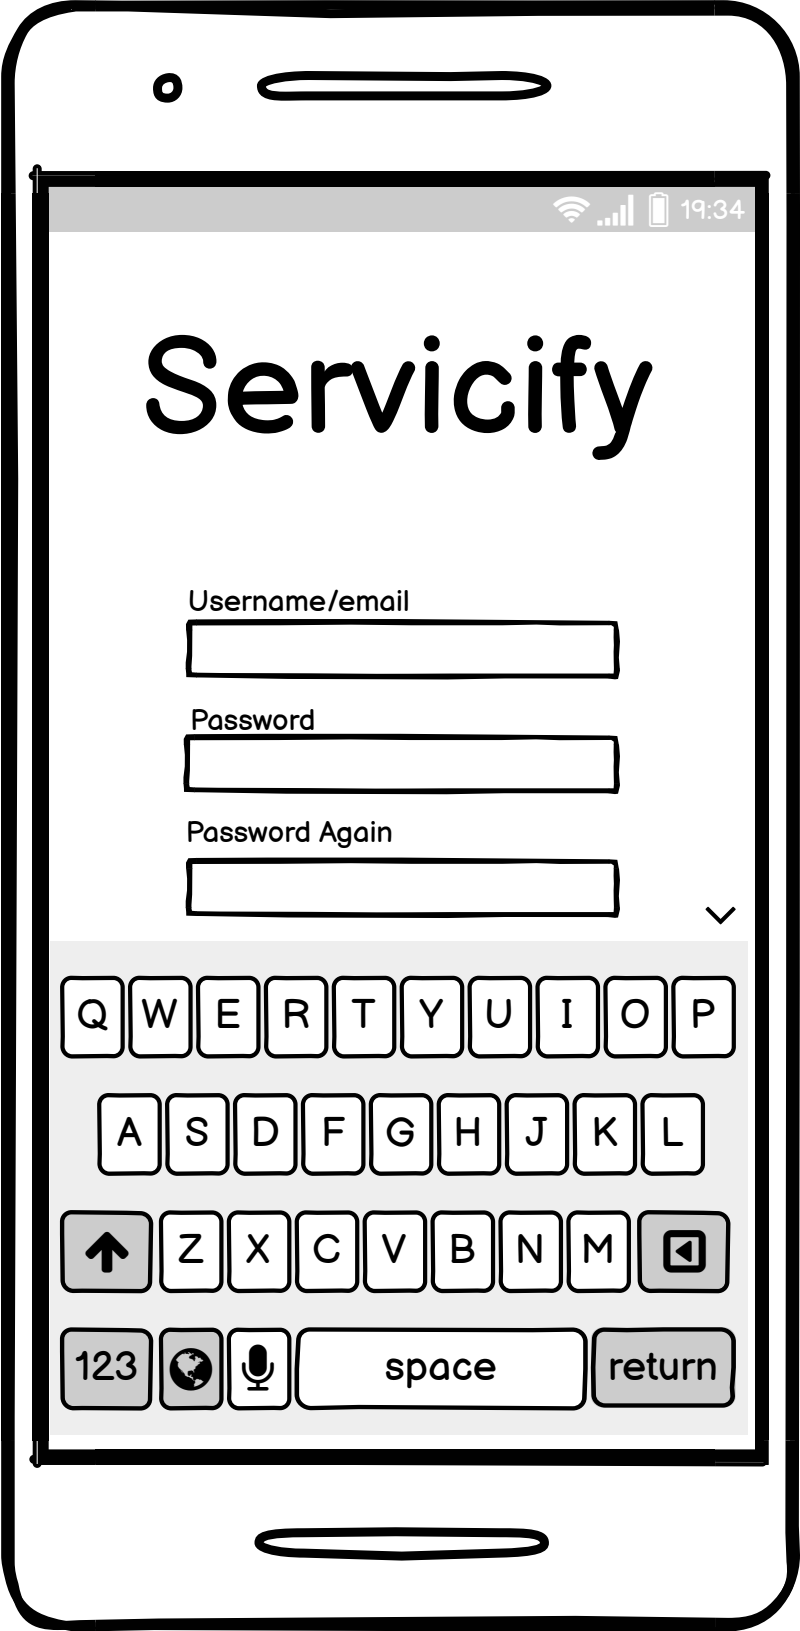 19:34
Servicify
Username/email
Password
Password Again
Q W E R T Y U I O P
A S D F G H J K L
Z X C V B N M
123 space return